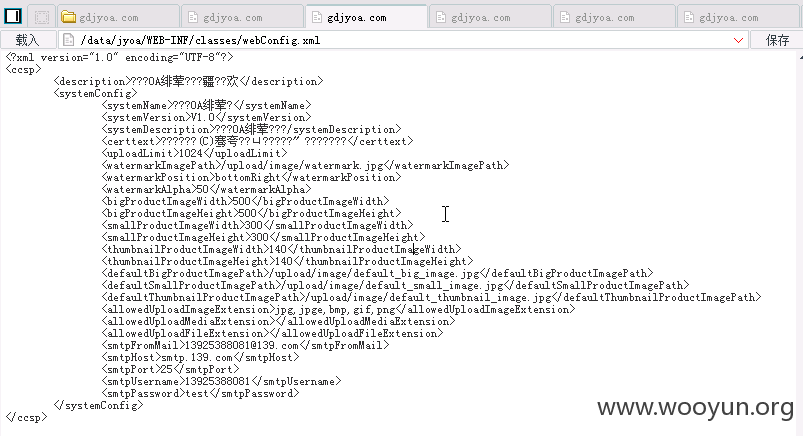 gdjyoa.com gdjyoa.com gdjyoa.com gdjyoa.com gdjyoa.com gdjyoa.com
载入 /data/jyoa/WEB-INF/classes/webConfig.xml 保存
<?xml version="1.0" encoding="UTF-8"?>
<ccsp>
<description>???OA绯荤???疆??欢</description>
<systemConfig>
<systemName>???OA绯荤?</systemName>
<systemVersion>V1.0</systemVersion>
<systemDescription>???OA绯荤???/systemDescription>
<certtext>??????(C)骞夸??ㄐ?????” ???????</certtext>
<uploadLimit>1024</uploadLimit>
<watermarkImagePath>/upload/image/watermark.jpg</watermarkImagePath>
<watermarkPosition>bottomRight</watermarkPosition>
<watermarkAlpha>50</watermarkAlpha>
<bigProductImageWidth>500</bigProductImageWidth>
<bigProductImageHeight>500</bigProductImageHeight>
<smallProductImageWidth>300</smallProductImageWidth>
<smallProductImageHeight>300</smallProductImageHeight>
<thumbnailProductImageWidth>140</thumbnailProductImageWidth>
<thumbnailProductImageHeight>140</thumbnailProductImageHeight>
<defaultBigProductImagePath>/upload/image/default_big_image.jpg</defaultBigProductImagePath>
<defaultSmallProductImagePath>/upload/image/default_small_image.jpg</defaultSmallProductImagePath>
<defaultThumbnailProductImagePath>/upload/image/default_thumbnail_image.jpg</defaultThumbnailProductImagePath>
<allowedUploadImageExtension>jpg,jpge,bmp,gif,png</allowedUploadImageExtension>
<allowedUploadMediaExtension></allowedUploadMediaExtension>
<allowedUploadFileExtension></allowedUploadFileExtension>
<smtpFromMail>13925388081@139.com</smtpFromMail>
<smtpHost>smtp.139.com</smtpHost>
<smtpPort>25</smtpPort>
<smtpUsername>13925388081</smtpUsername>
<smtpPassword>test</smtpPassword>
</systemConfig>
</ccsp>
www.wooyun.org